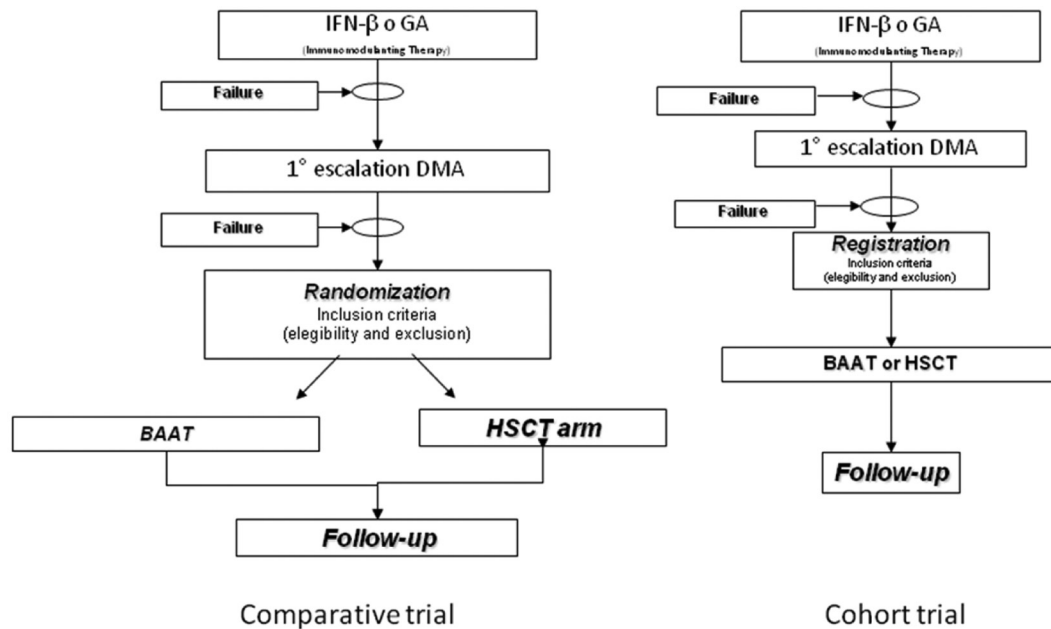 IFN-β o GA
(Immunomodulanting Therapy)
Failure
1° escalation DMA
Failure
Randomization
Inclusion criteria
(elegibility and exclusion)
BAAT
HSCT arm
Follow-up
Comparative trial
IFN-β o GA
(Immunomodulanting Therapy)
Failure
1° escalation DMA
Failure
Registration
Inclusion criteria
(elegibility and exclusion)
BAAT or HSCT
Follow-up
Cohort trial